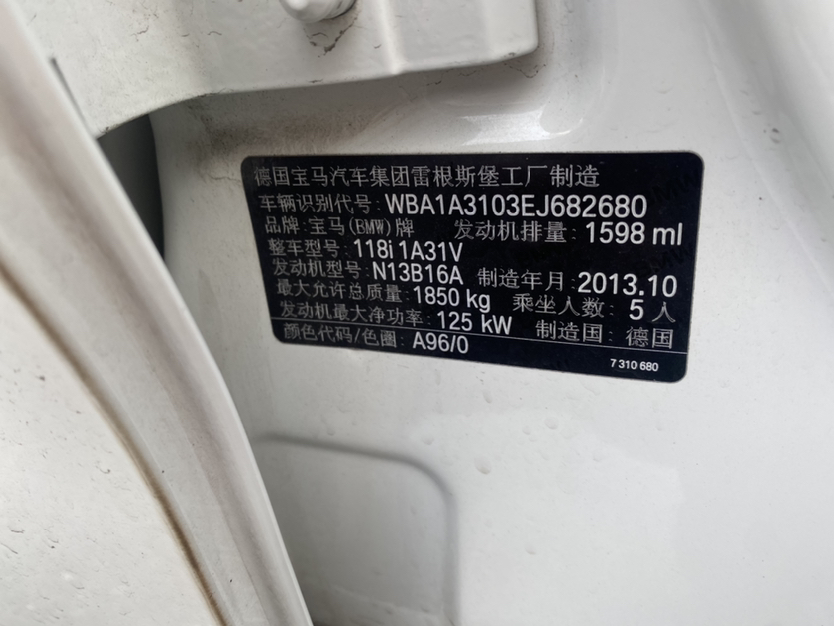 德国宝马汽车集团雷根斯堡工厂制造
车辆识别代号: WBA1A3103EJ682680
品牌: 宝马(BMW)牌 发动机排量: 1598 ml
整车型号: 118i 1A31V
发动机型号: N13B16A 制造年月: 2013.10
最大允许总质量: 1850 kg 乘坐人数: 5 人
发动机最大净功率: 125 kW 制造国: 德国
颜色代码/色圈: A96/0
7 310 680